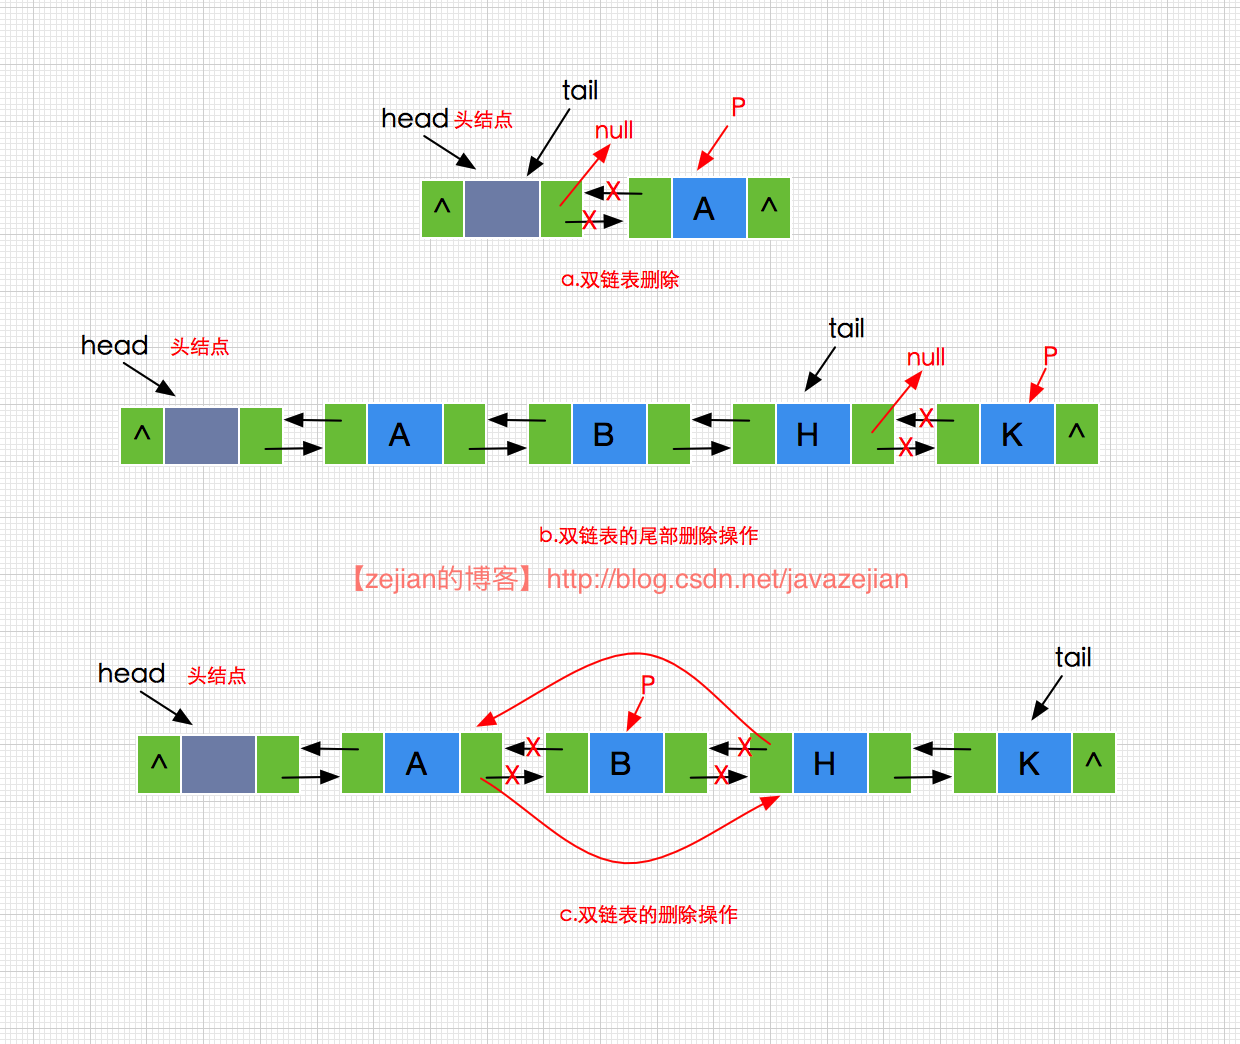 tail
head 头结点
P
null
^ A ^
a.双链表删除
tail
head 头结点
null
P
^ A B H K ^
b.双链表的尾部删除操作
【zejian的博客】http://blog.csdn.net/javazejian
tail
head 头结点
P
^ A B H K ^
X X X X
c.双链表的删除操作